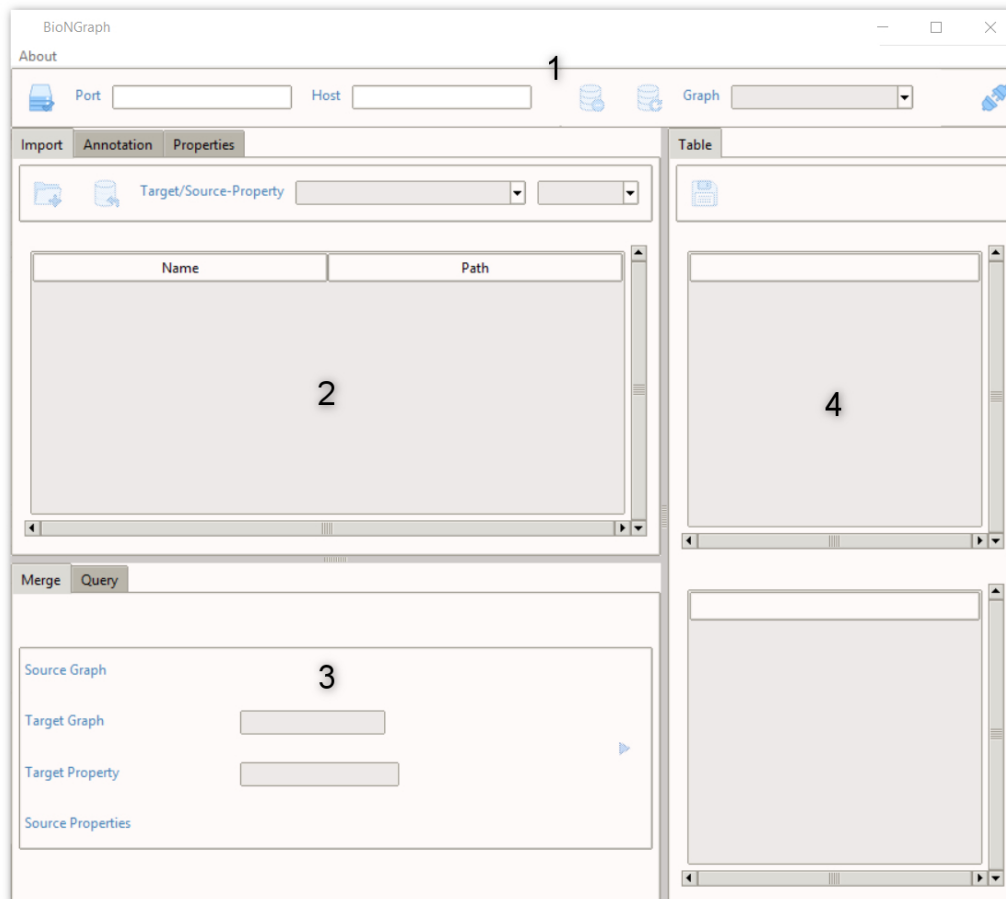 BioNGraph
About
1
Port Host Graph
Import Annotation Properties Table
Target/Source-Property
Name Path
2
4
Merge Query
Source Graph
3
Target Graph
Target Property
Source Properties